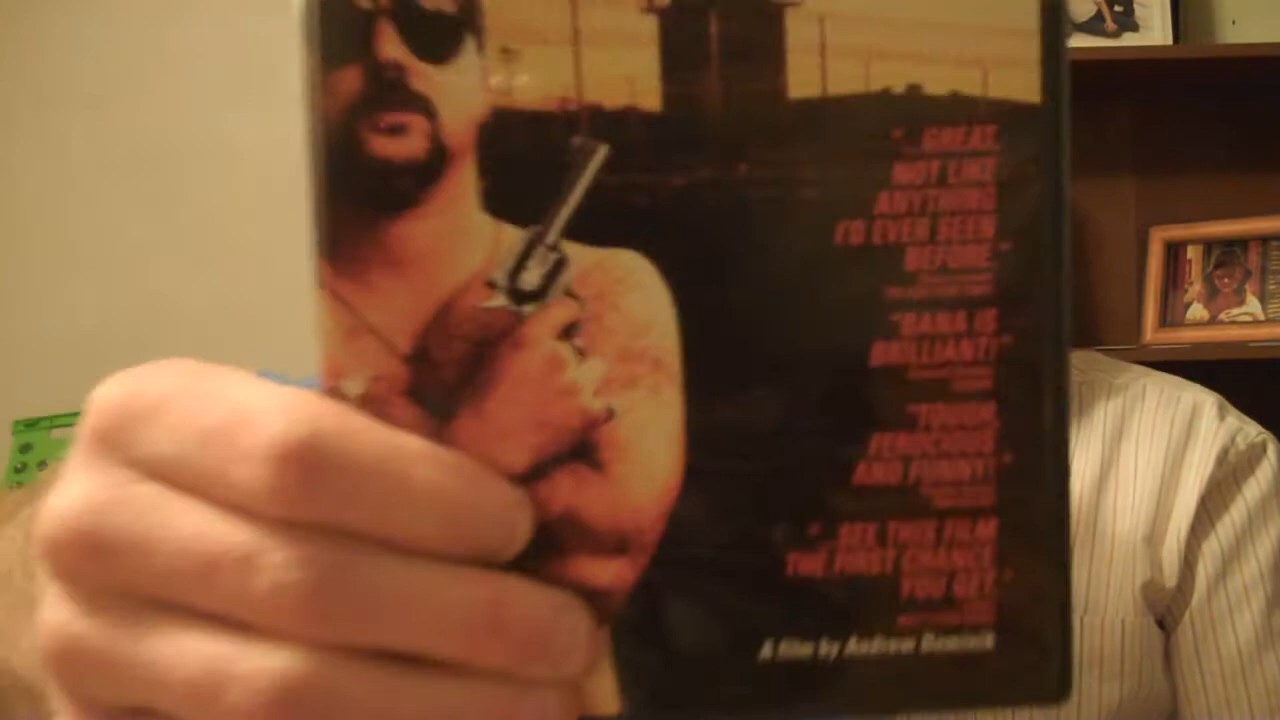 "...GREAT.
NOT LIKE
ANYTHING
I'D EVER SEEN
BEFORE."
"BANA IS
BRILLIANT!"
"TOUGH,
FEROCIOUS
AND FUNNY!"
"...SEE THIS FILM
THE FIRST CHANCE
YOU GET."
A film by Andrew Dominik